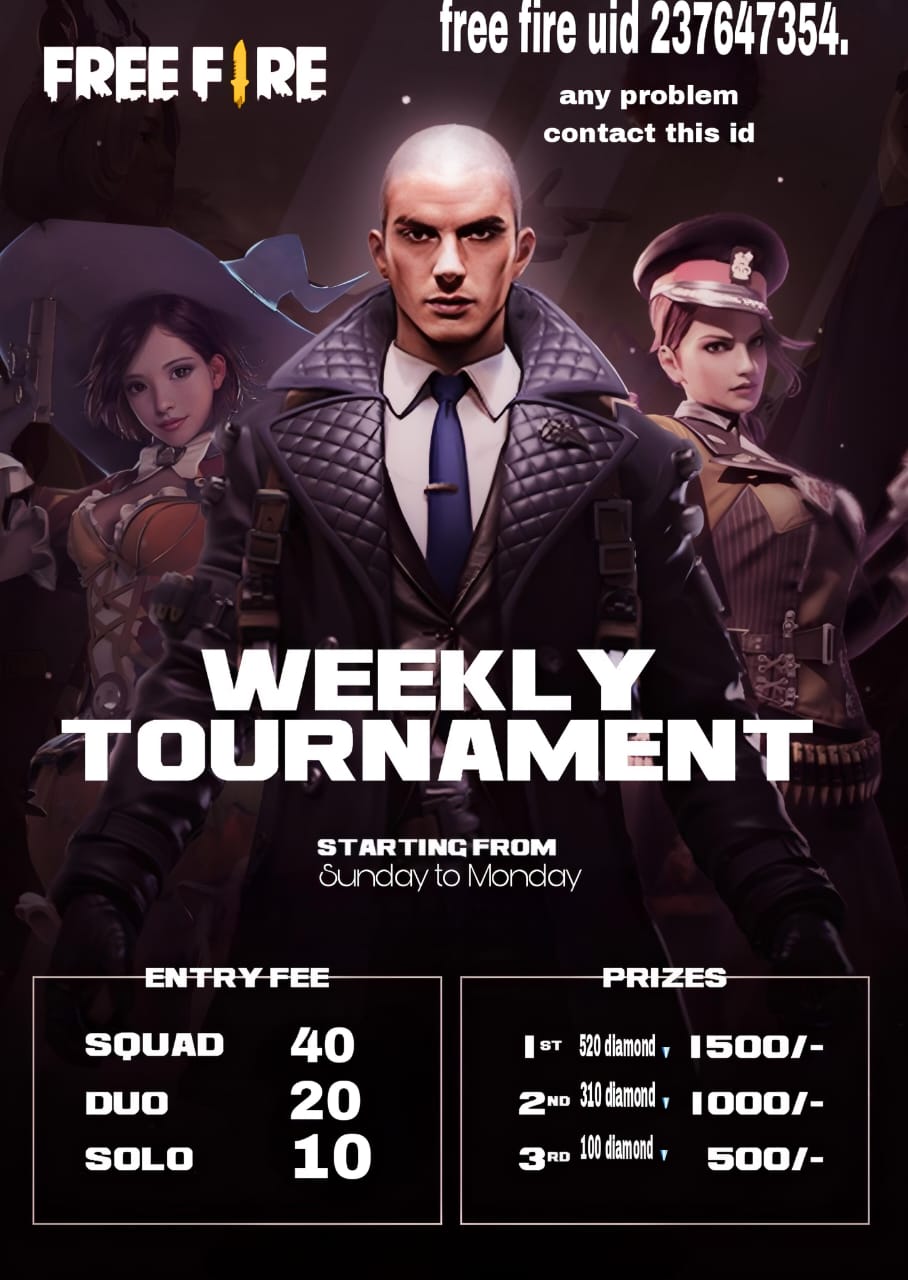 free fire uid 237647354.
FREE FIRE
any problem
contact this id
WEEKLY
TOURNAMENT
STARTING FROM
Sunday to Monday
ENTRY FEE
SQUAD 40
DUO 20
SOLO 10
PRIZES
1ST 520 diamond 1500/-
2ND 310 diamond 1000/-
3RD 100 diamond 500/-